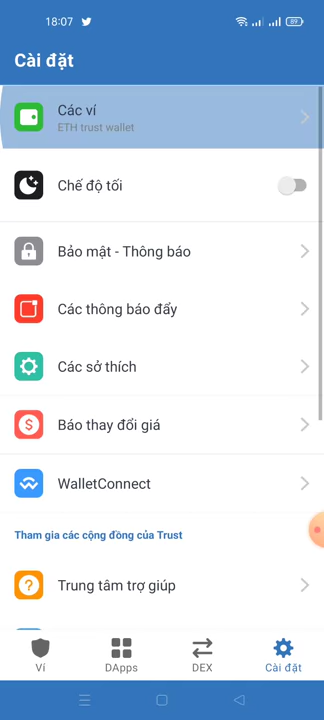 18:07
89
Cài đặt
Các ví
ETH trust wallet
Chế độ tối
Bảo mật - Thông báo
Các thông báo đẩy
Các sở thích
Báo thay đổi giá
WalletConnect
Tham gia các cộng đồng của Trust
Trung tâm trợ giúp
Ví
DApps
DEX
Cài đặt